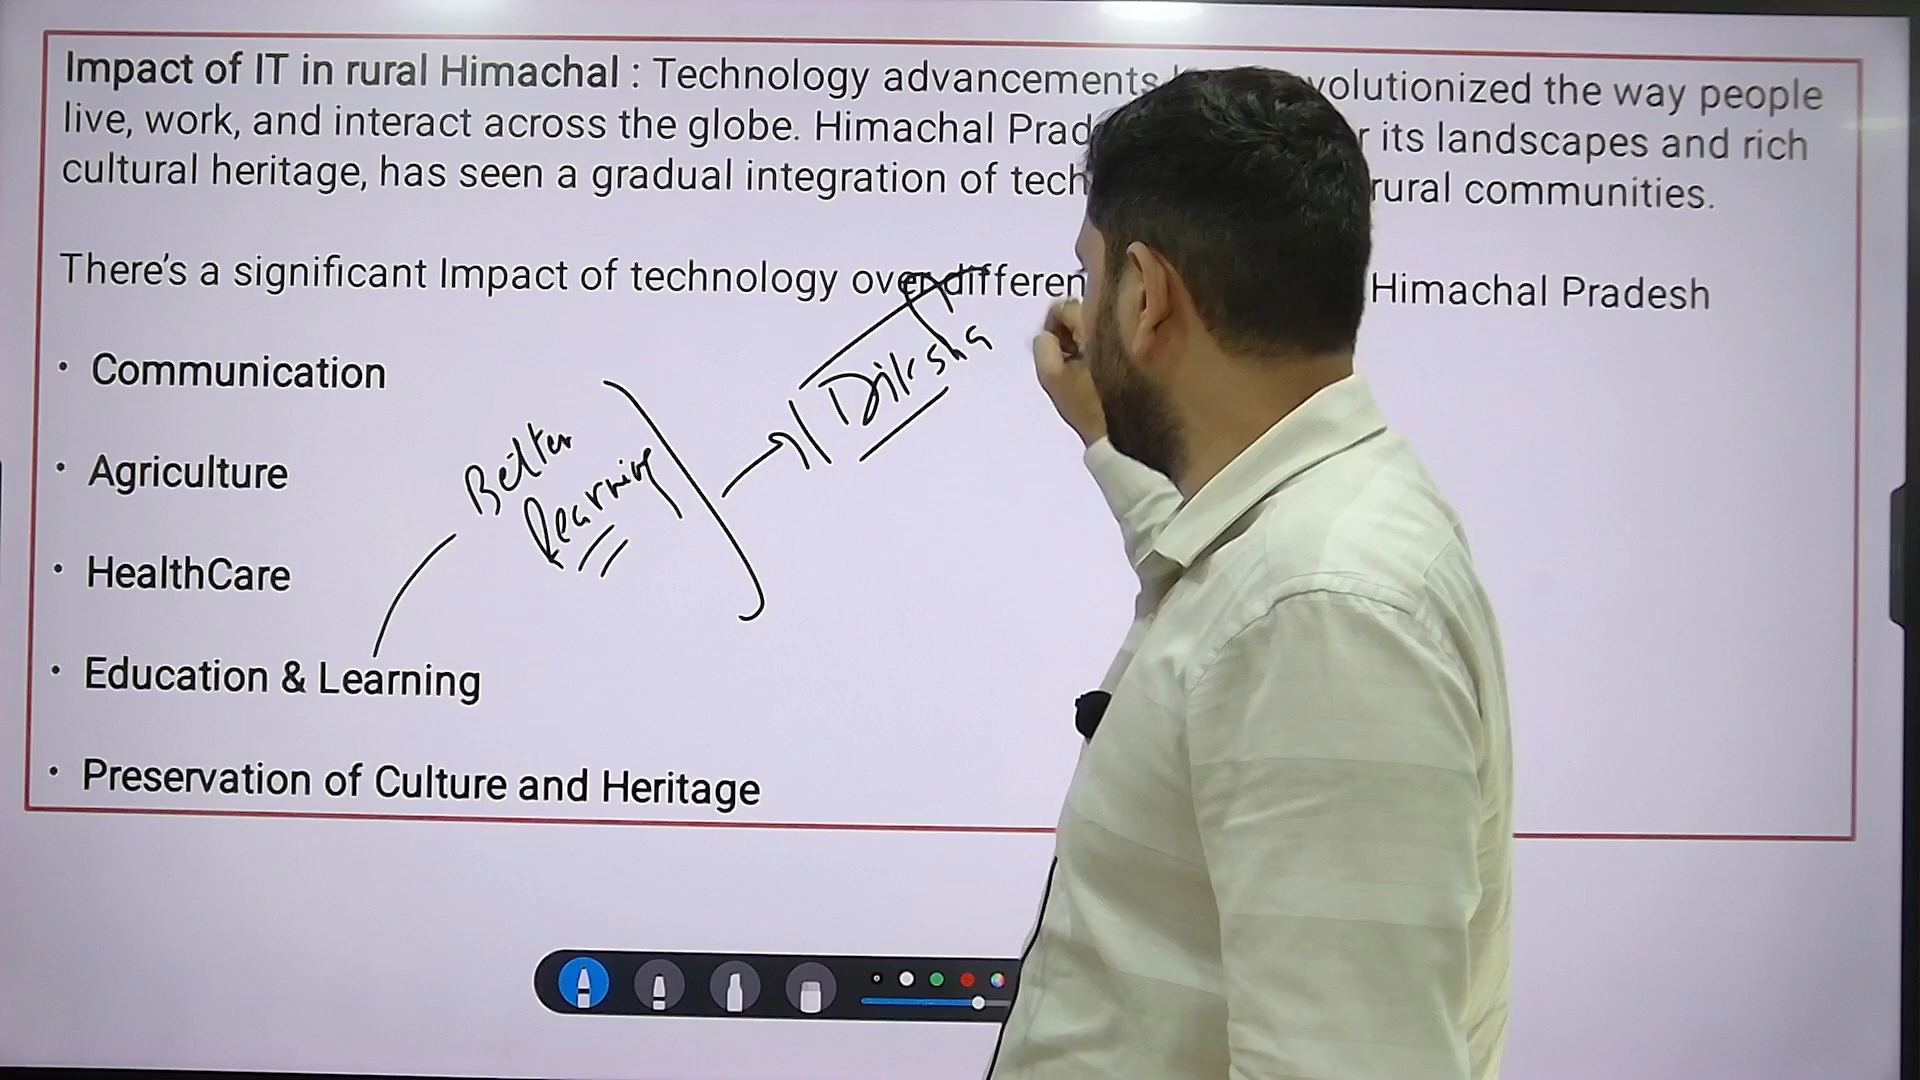 Impact of IT in rural Himachal : Technology advancements volutionized the way people
live, work, and interact across the globe. Himachal Prad r its landscapes and rich
cultural heritage, has seen a gradual integration of tech rural communities.
There's a significant Impact of technology over differen Himachal Pradesh
• Communication
• Agriculture
• HealthCare
• Education & Learning
• Preservation of Culture and Heritage
Better
Learning
Diksha